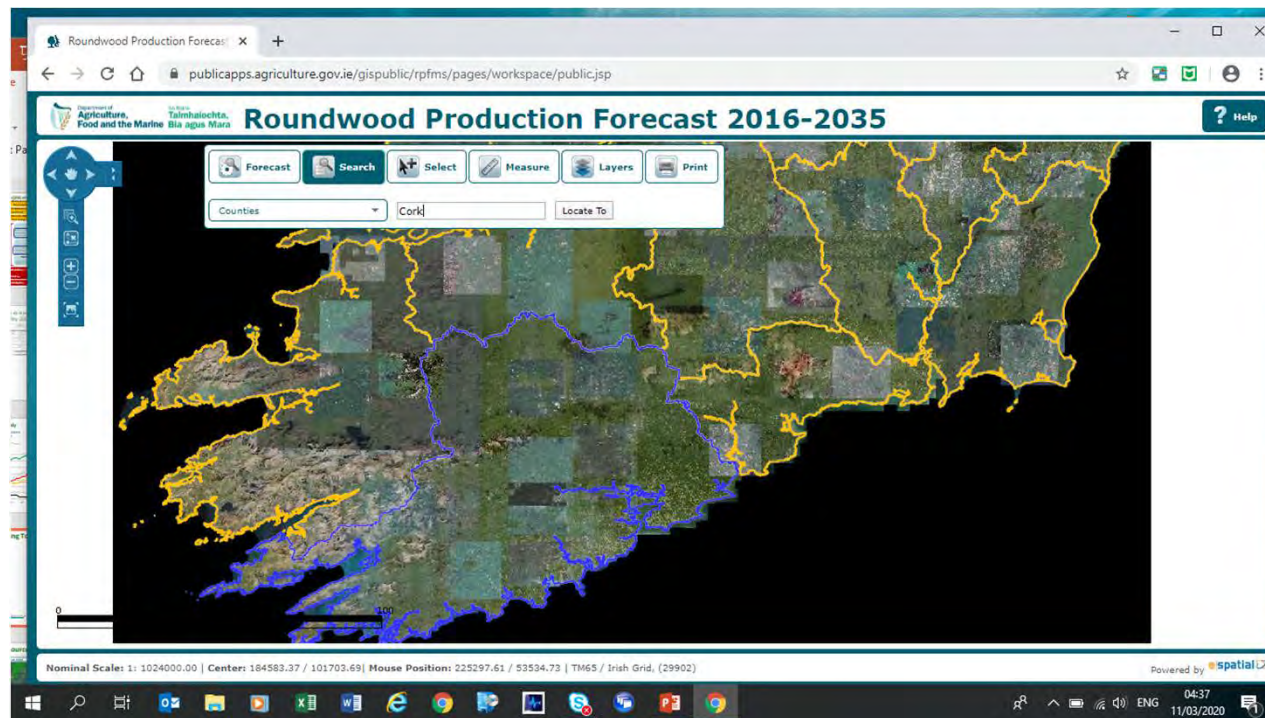 Roundwood Production Forecast
publicapps.agriculture.gov.ie/gispublic/rpfms/pages/workspace/public.jsp
Department of
Agriculture,
Food and the Marine
An Roinn
Talmhaíochta,
Bia agus Mara
Roundwood Production Forecast 2016-2035
? Help
Forecast
Search
Select
Measure
Layers
Print
Counties
Cork
Locate To
0
100
Nominal Scale: 1: 1024000.00 | Center: 184583.37 / 101703.69| Mouse Position: 225297.61 / 53534.73 | TM65 / Irish Grid, (29902)
Powered by espatial
ENG
04:37
11/03/2020